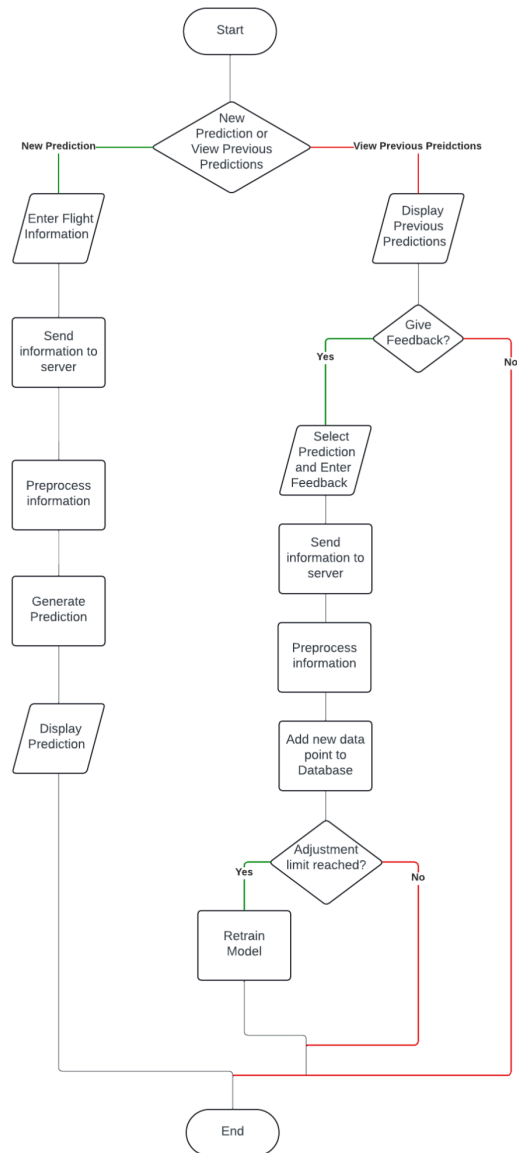 Start
New
Prediction or
View Previous
Predictions
New Prediction
View Previous Preidctions
Enter Flight
Information
Display
Previous
Predictions
Send
information to
server
Give
Feedback?
Yes
No
Select
Prediction
and Enter
Feedback
Preprocess
information
Send
information to
server
Generate
Prediction
Preprocess
information
Display
Prediction
Add new data
point to
Database
Adjustment
limit reached?
Yes
No
Retrain
Model
End